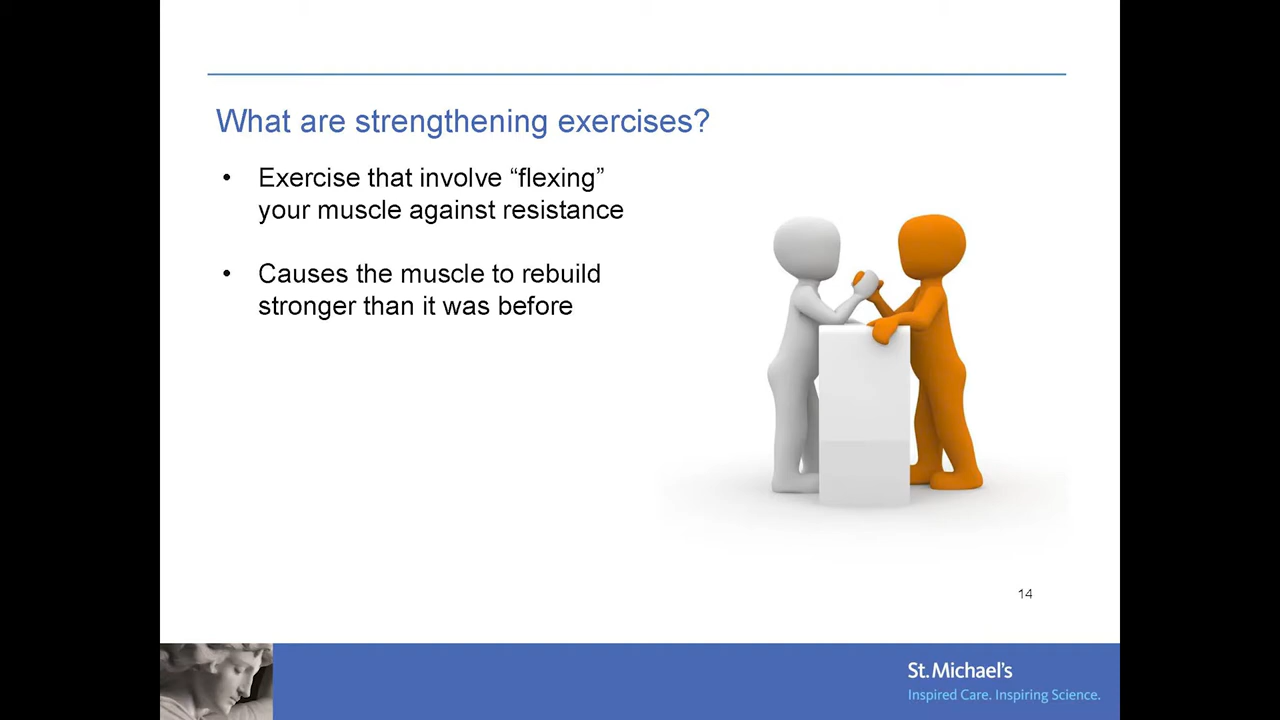 What are strengthening exercises?
• Exercise that involve “flexing”
your muscle against resistance
• Causes the muscle to rebuild
stronger than it was before
14
St. Michael's
Inspired Care. Inspiring Science.